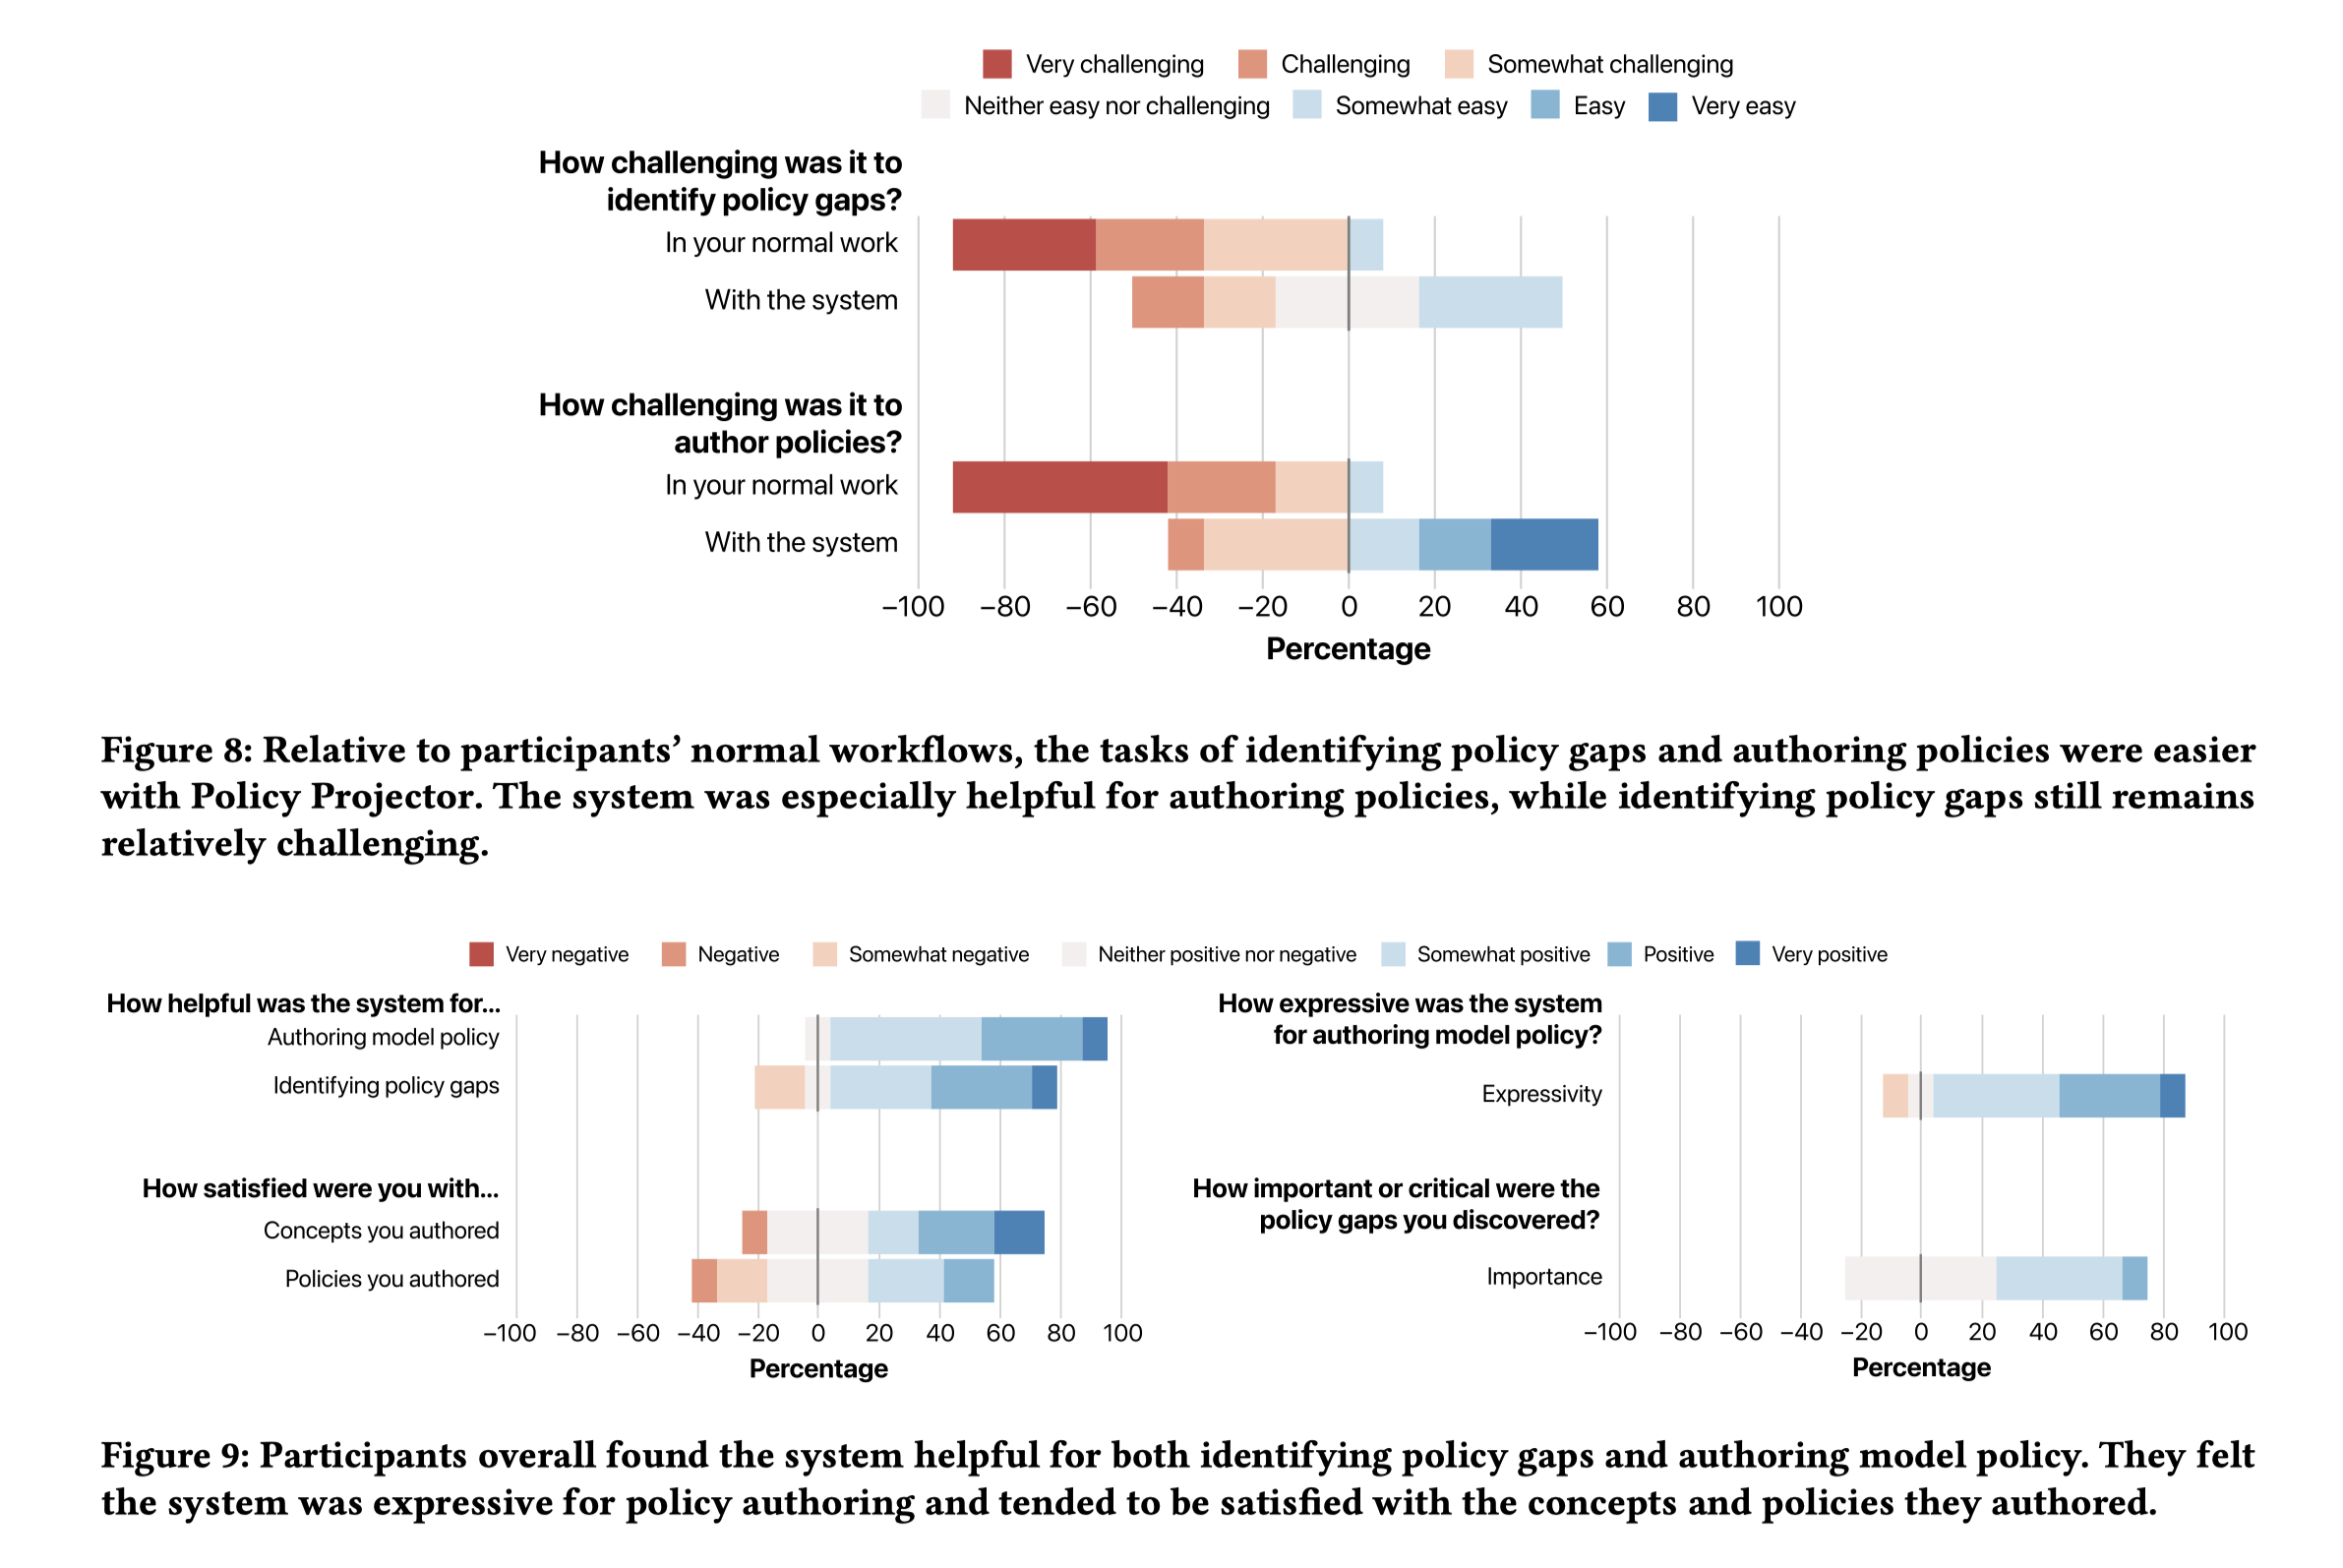 Very challenging Challenging Somewhat challenging
Neither easy nor challenging Somewhat easy Easy Very easy
How challenging was it to
identify policy gaps?
In your normal work
With the system
How challenging was it to
author policies?
In your normal work
With the system
−100 −80 −60 −40 −20 0 20 40 60 80 100
Percentage
Figure 8: Relative to participants’ normal workflows, the tasks of identifying policy gaps and authoring policies were easier
with Policy Projector. The system was especially helpful for authoring policies, while identifying policy gaps still remains
relatively challenging.
Very negative Negative Somewhat negative Neither positive nor negative Somewhat positive Positive Very positive
How helpful was the system for...
Authoring model policy
Identifying policy gaps
How satisfied were you with...
Concepts you authored
Policies you authored
−100 −80 −60 −40 −20 0 20 40 60 80 100
Percentage
How expressive was the system
for authoring model policy?
Expressivity
How important or critical were the
policy gaps you discovered?
Importance
−100 −80 −60 −40 −20 0 20 40 60 80 100
Percentage
Figure 9: Participants overall found the system helpful for both identifying policy gaps and authoring model policy. They felt
the system was expressive for policy authoring and tended to be satisfied with the concepts and policies they authored.